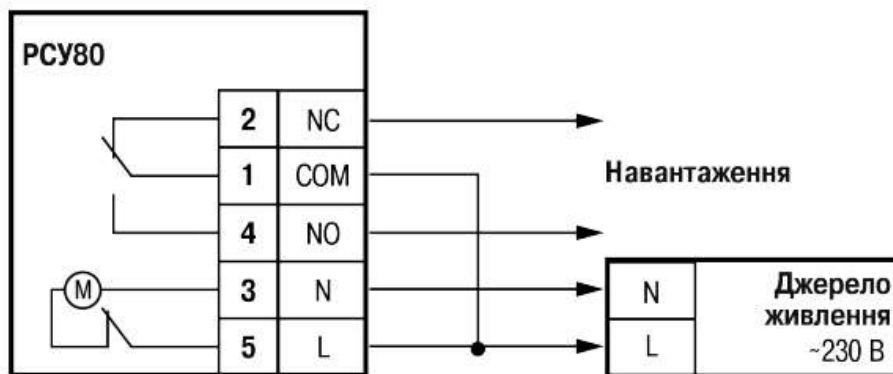 РСУ80
2 NC
1 COM
Навантаження
4 NO
M 3 N
N Джерело
живлення
5 L
L ~230 В